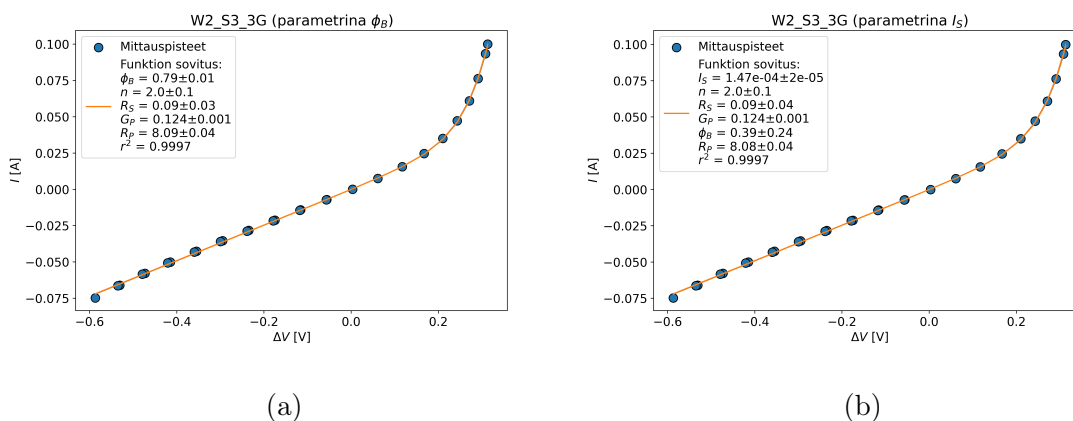 W2_S3_3G (parametrina ϕ_B)
Mittauspisteet
Funktion sovitus:
ϕ_B = 0.79±0.01
n = 2.0±0.1
R_S = 0.09±0.03
G_P = 0.124±0.001
R_P = 8.09±0.04
r² = 0.9997
I [A]
0.100
0.075
0.050
0.025
0.000
−0.025
−0.050
−0.075
−0.6
−0.4
−0.2
0.0
0.2
ΔV [V]
(a)
W2_S3_3G (parametrina I_S)
Mittauspisteet
Funktion sovitus:
I_S = 1.47e-04±2e-05
n = 2.0±0.1
R_S = 0.09±0.04
G_P = 0.124±0.001
ϕ_B = 0.39±0.24
R_P = 8.08±0.04
r² = 0.9997
I [A]
0.100
0.075
0.050
0.025
0.000
−0.025
−0.050
−0.075
−0.6
−0.4
−0.2
0.0
0.2
ΔV [V]
(b)